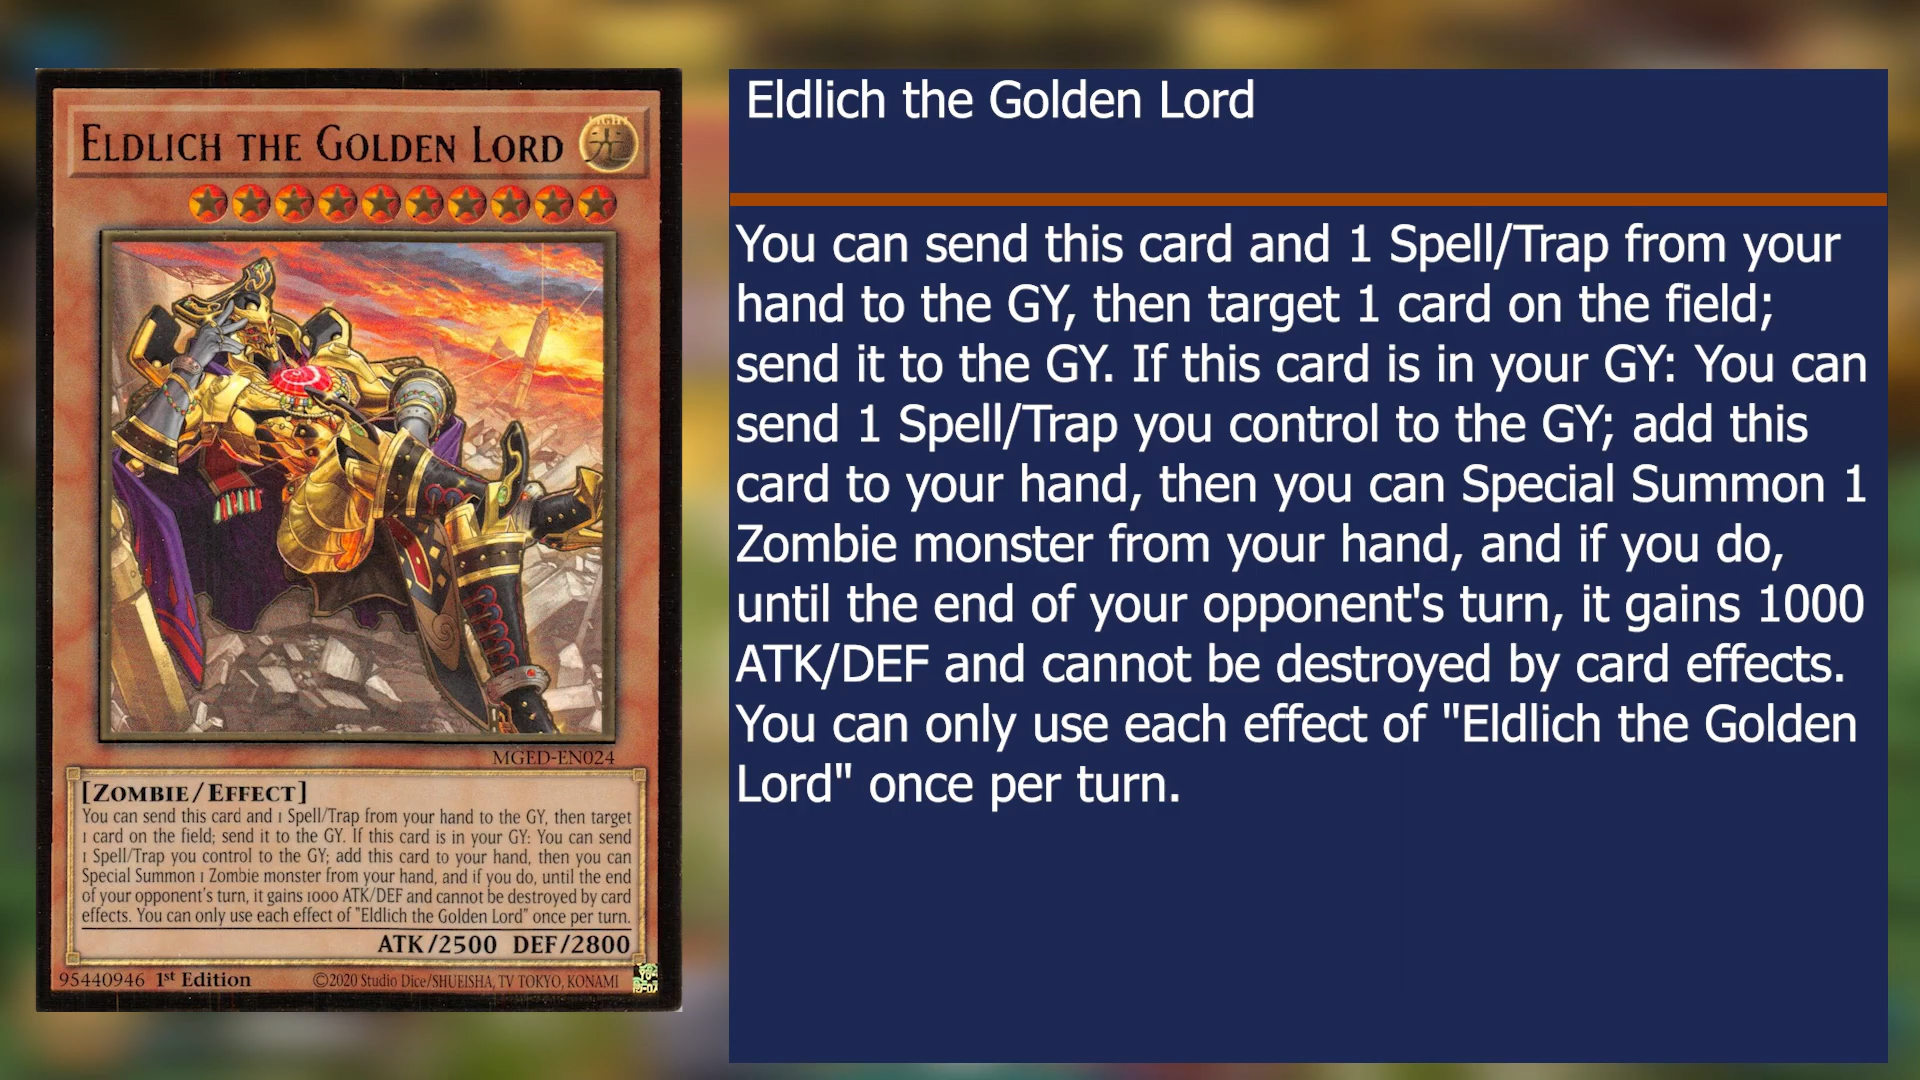 ELDLICH THE GOLDEN LORD
LIGHT
光
MGED-EN024
[ZOMBIE/EFFECT]
You can send this card and 1 Spell/Trap from your hand to the GY, then target
1 card on the field; send it to the GY. If this card is in your GY: You can send
1 Spell/Trap you control to the GY; add this card to your hand, then you can
Special Summon 1 Zombie monster from your hand, and if you do, until the end
of your opponent's turn, it gains 1000 ATK/DEF and cannot be destroyed by card
effects. You can only use each effect of "Eldlich the Golden Lord" once per turn.
ATK/2500 DEF/2800
95440946 1st Edition ©2020 Studio Dice/SHUEISHA, TV TOKYO, KONAMI
Eldlich the Golden Lord
You can send this card and 1 Spell/Trap from your
hand to the GY, then target 1 card on the field;
send it to the GY. If this card is in your GY: You can
send 1 Spell/Trap you control to the GY; add this
card to your hand, then you can Special Summon 1
Zombie monster from your hand, and if you do,
until the end of your opponent's turn, it gains 1000
ATK/DEF and cannot be destroyed by card effects.
You can only use each effect of "Eldlich the Golden
Lord" once per turn.